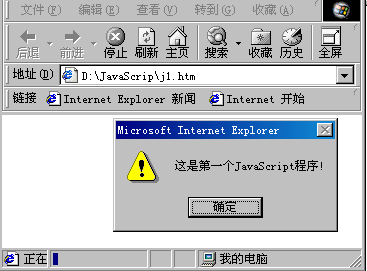 文件(F) 编辑(E) 查看(V) 转到(G) 收藏(A)
后退 前进 停止 刷新 主页 搜索 收藏 历史 全屏
地址(D) D:\JavaScrip\j1.htm
链接 Internet Explorer 新闻 Internet 开始
Microsoft Internet Explorer
这是第一个JavaScript程序!
确定
正在 我的电脑